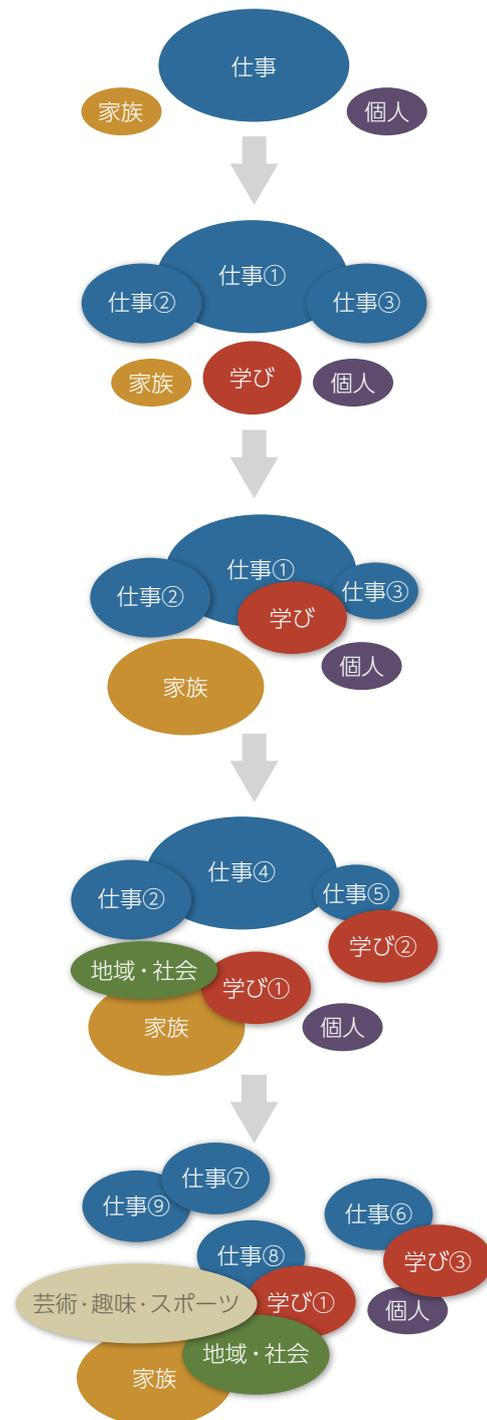 仕事
家族
個人
仕事①
仕事②
仕事③
家族
学び
個人
仕事①
仕事②
仕事③
学び
個人
家族
仕事④
仕事②
仕事⑤
学び②
地域・社会
学び①
家族
個人
仕事⑦
仕事⑨
仕事⑥
仕事⑧
学び③
芸術・趣味・スポーツ
学び①
個人
地域・社会
家族